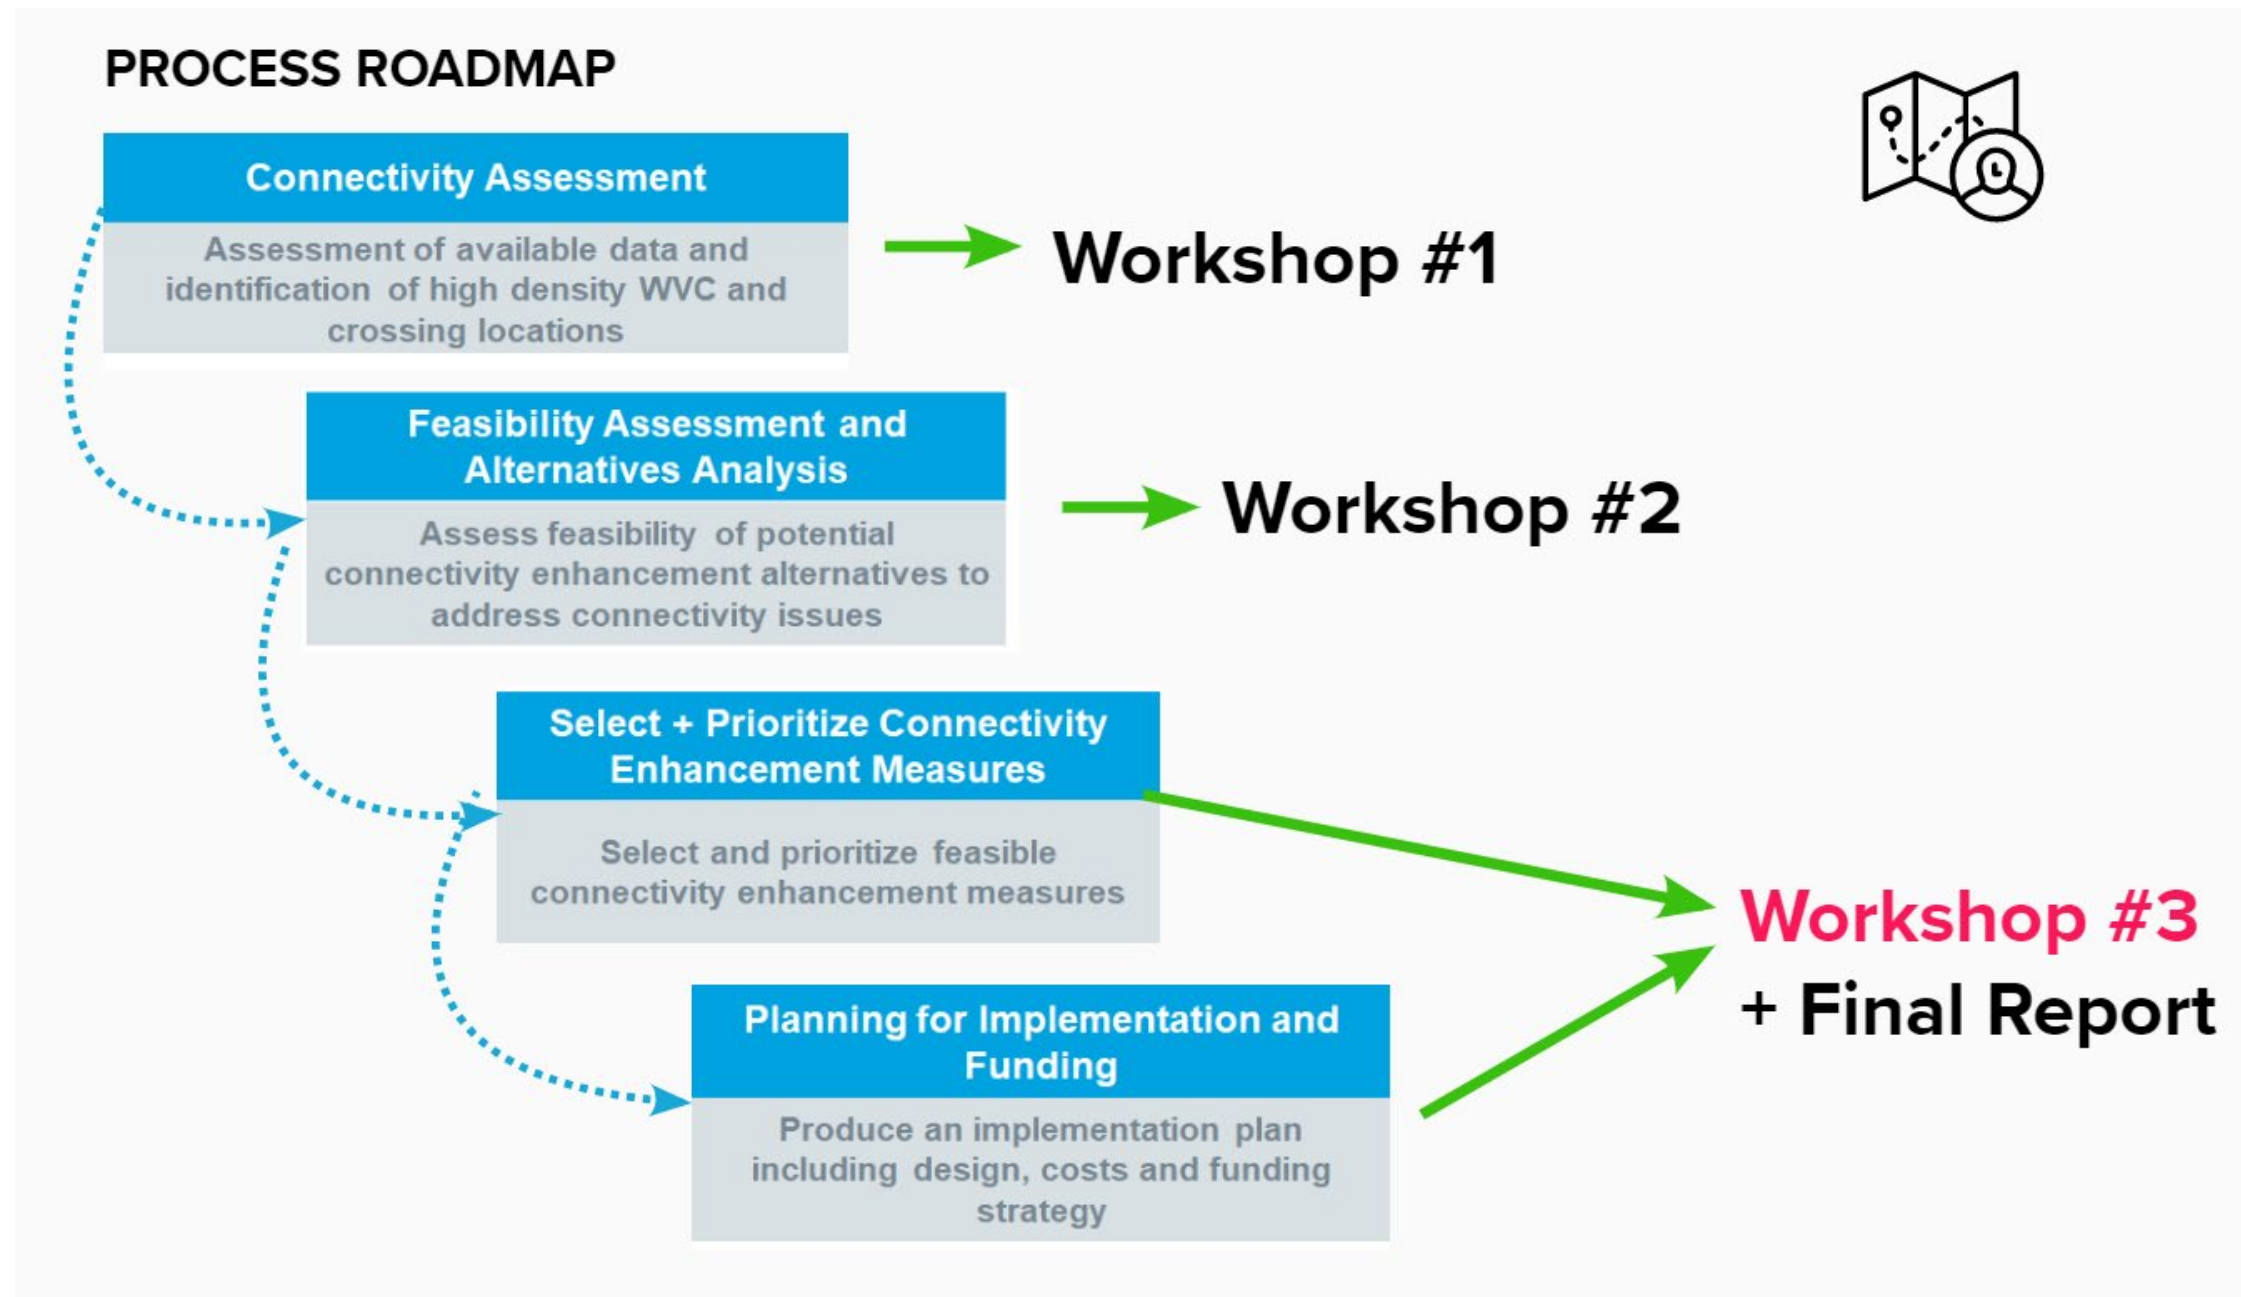 PROCESS ROADMAP
Connectivity Assessment
Assessment of available data and
identification of high density WVC and
crossing locations
Workshop #1
Feasibility Assessment and
Alternatives Analysis
Assess feasibility of potential
connectivity enhancement alternatives to
address connectivity issues
Workshop #2
Select + Prioritize Connectivity
Enhancement Measures
Select and prioritize feasible
connectivity enhancement measures
Workshop #3
+ Final Report
Planning for Implementation and
Funding
Produce an implementation plan
including design, costs and funding
strategy